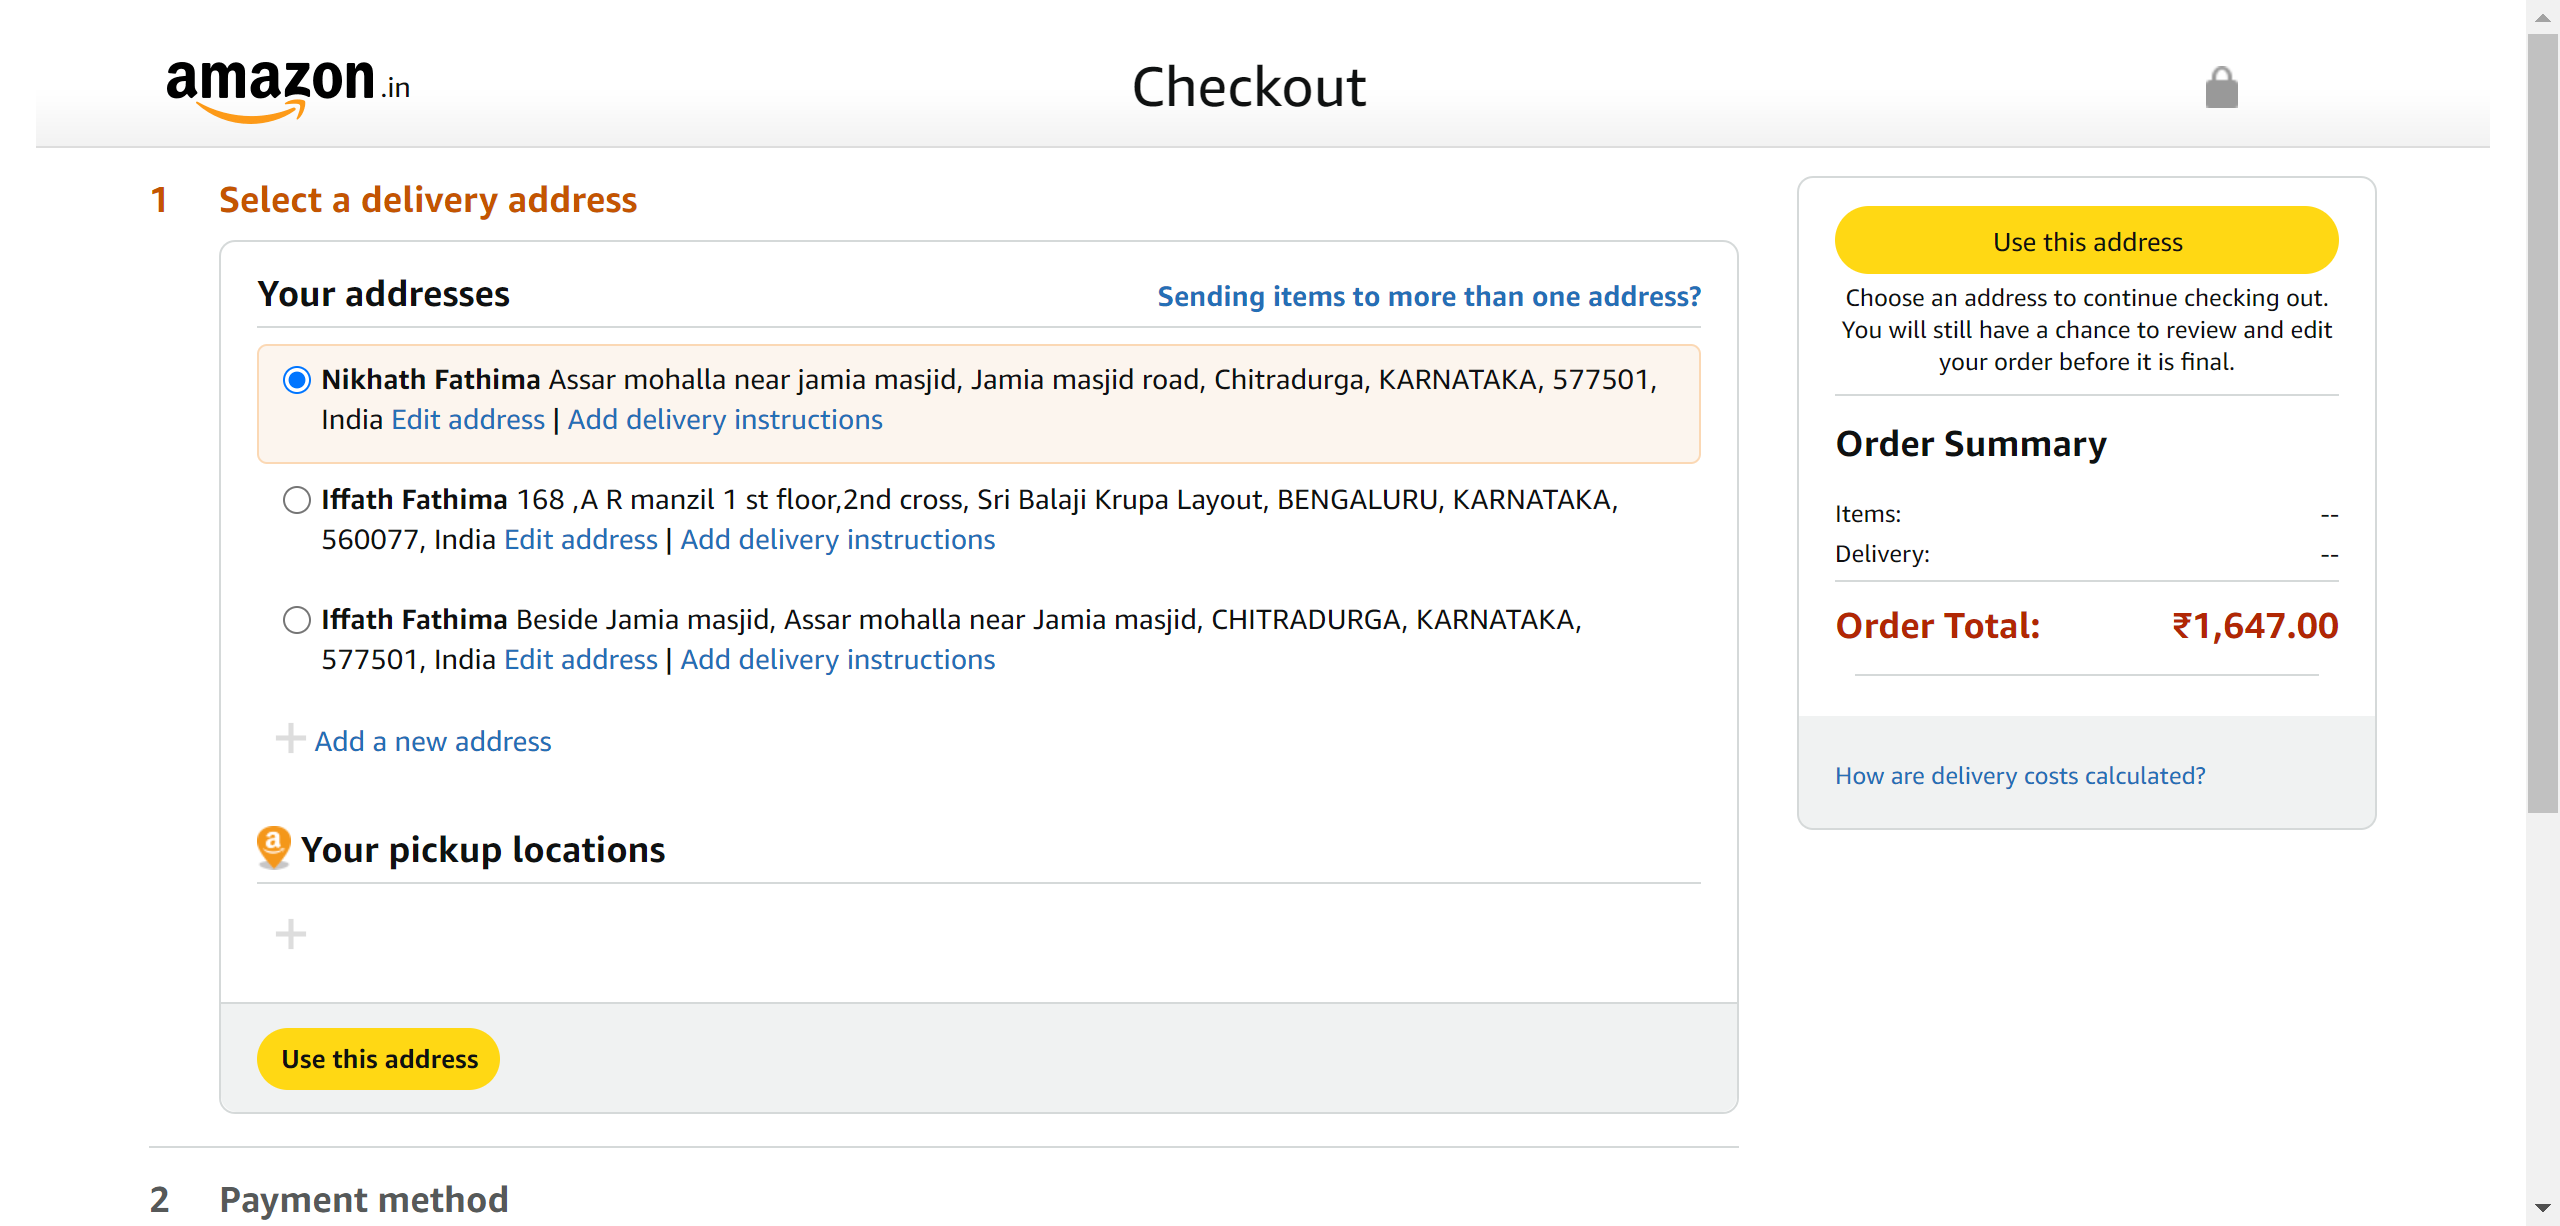 amazon.in
Checkout
1 Select a delivery address
Your addresses
Sending items to more than one address?
Nikhath Fathima Assar mohalla near jamia masjid, Jamia masjid road, Chitradurga, KARNATAKA, 577501,
India Edit address | Add delivery instructions
Iffath Fathima 168 ,A R manzil 1 st floor,2nd cross, Sri Balaji Krupa Layout, BENGALURU, KARNATAKA,
560077, India Edit address | Add delivery instructions
Iffath Fathima Beside Jamia masjid, Assar mohalla near Jamia masjid, CHITRADURGA, KARNATAKA,
577501, India Edit address | Add delivery instructions
Add a new address
Your pickup locations
Use this address
2 Payment method
Use this address
Choose an address to continue checking out.
You will still have a chance to review and edit
your order before it is final.
Order Summary
Items: --
Delivery: --
Order Total: ₹1,647.00
How are delivery costs calculated?